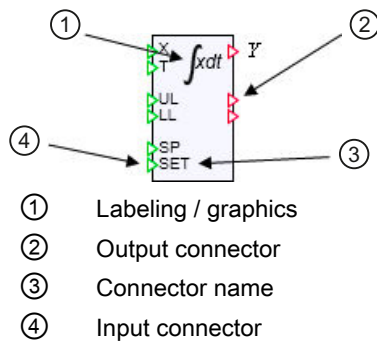 ① ②
X ∫xdt Y
T
UL
LL
④ SP ③
SET
① Labeling / graphics
② Output connector
③ Connector name
④ Input connector